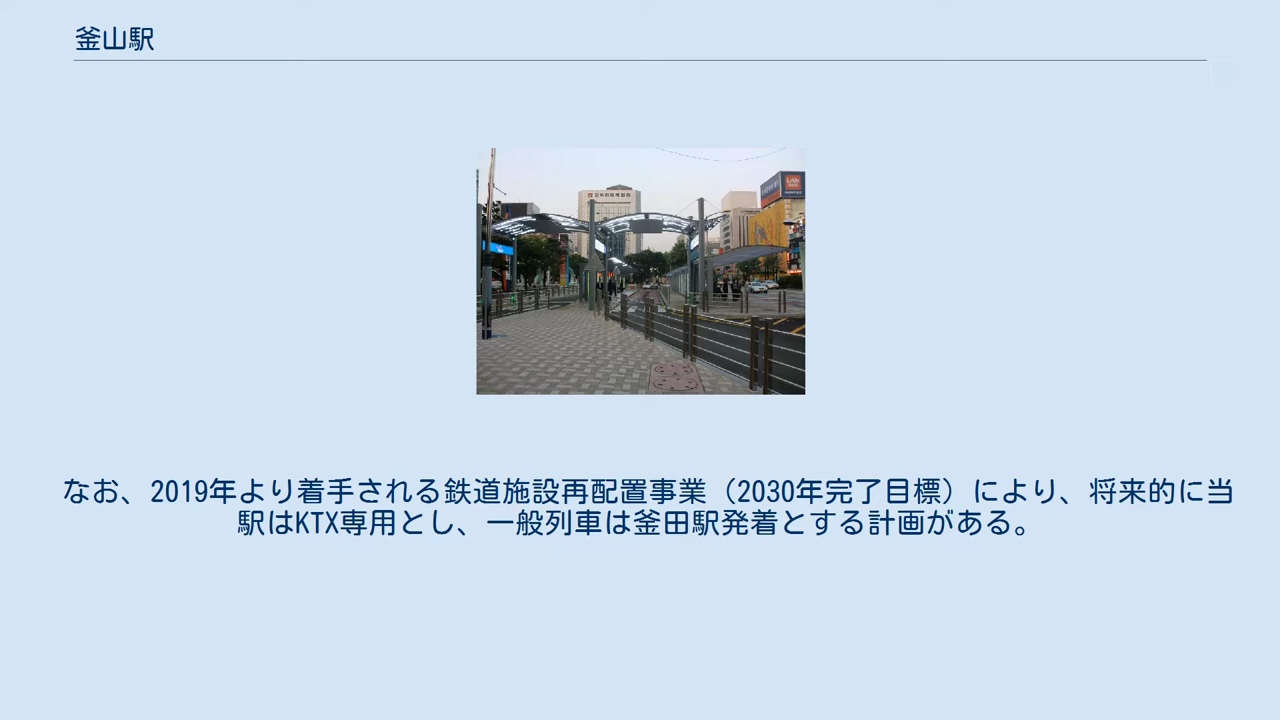 釜山駅
なお、2019年より着手される鉄道施設再配置事業（2030年完了目標）により、将来的に当
駅はKTX専用とし、一般列車は釜田駅発着とする計画がある。